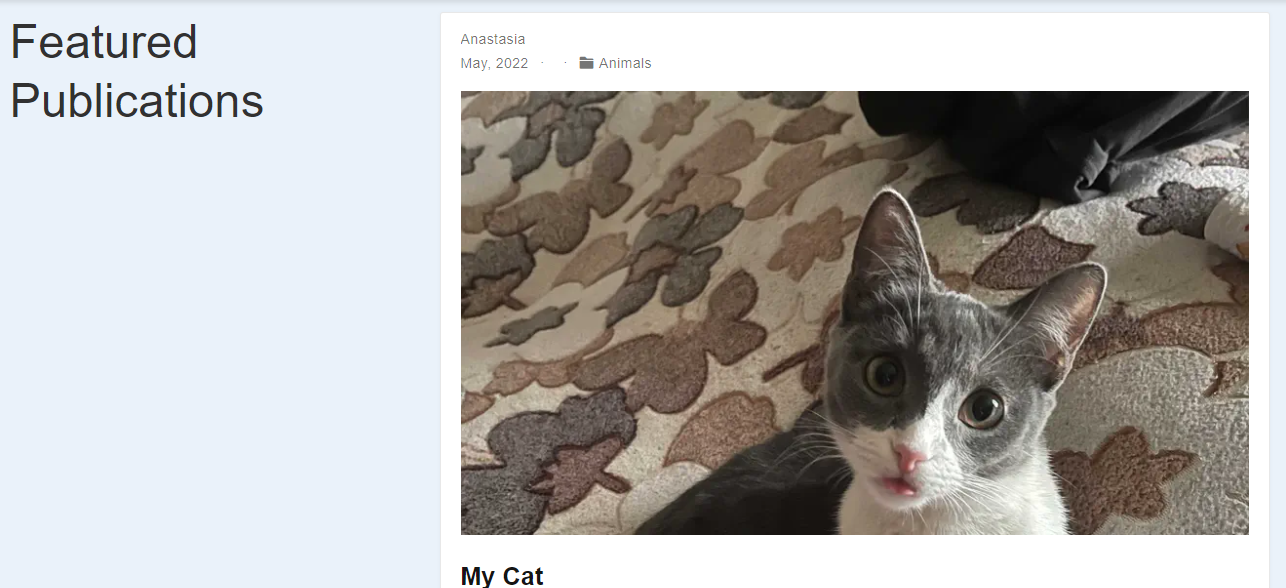 Featured
Publications
Anastasia
May, 2022 · · Animals
My Cat